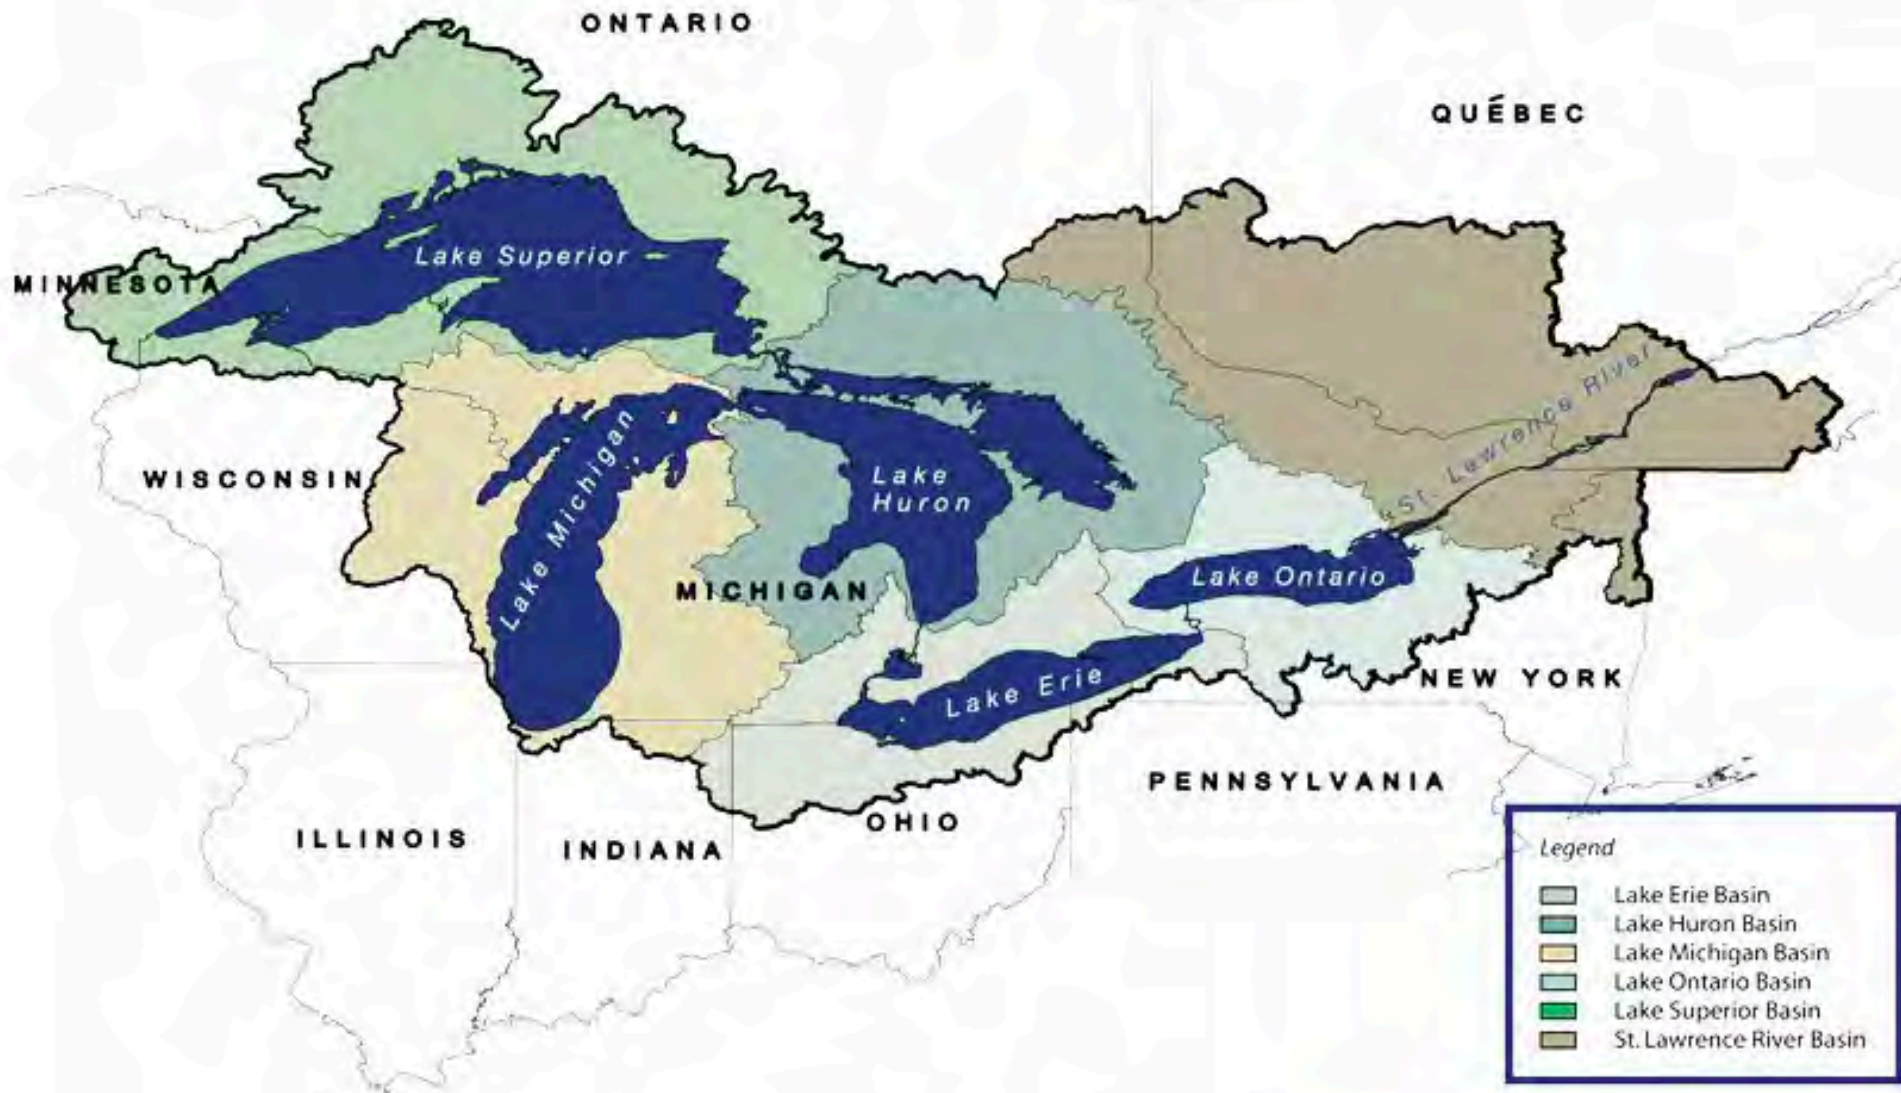 ONTARIO
QUÉBEC
Lake Superior
MINNESOTA
St. Lawrence River
WISCONSIN
Lake Michigan
Lake
Huron
MICHIGAN
Lake Ontario
Lake Erie
NEW YORK
PENNSYLVANIA
OHIO
ILLINOIS
INDIANA
Legend
Lake Erie Basin
Lake Huron Basin
Lake Michigan Basin
Lake Ontario Basin
Lake Superior Basin
St. Lawrence River Basin